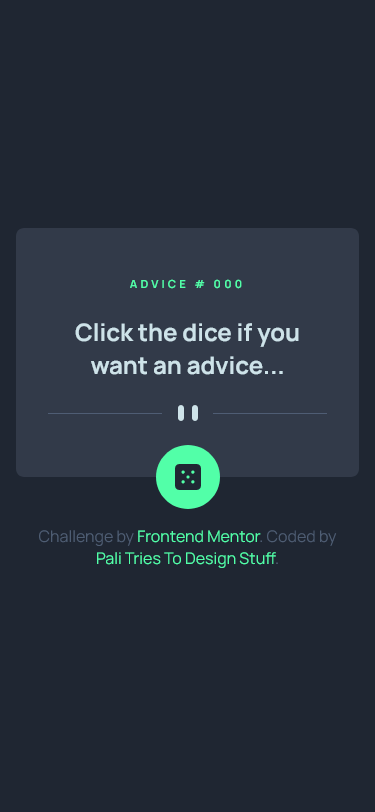 ADVICE # 000
Click the dice if you
want an advice...
Challenge by Frontend Mentor. Coded by
Pali Tries To Design Stuff.